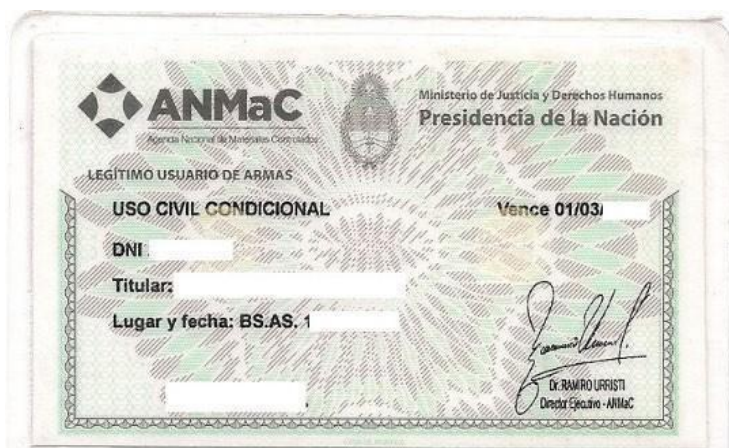 ANMaC
Agencia Nacional de Materiales Controlados
Ministerio de Justicia y Derechos Humanos
Presidencia de la Nación
LEGÍTIMO USUARIO DE ARMAS
USO CIVIL CONDICIONAL
Vence 01/03/
DNI
Titular:
Lugar y fecha: BS.AS. 1
Dr. RAMIRO URRISTI
Director Ejecutivo - ANMaC